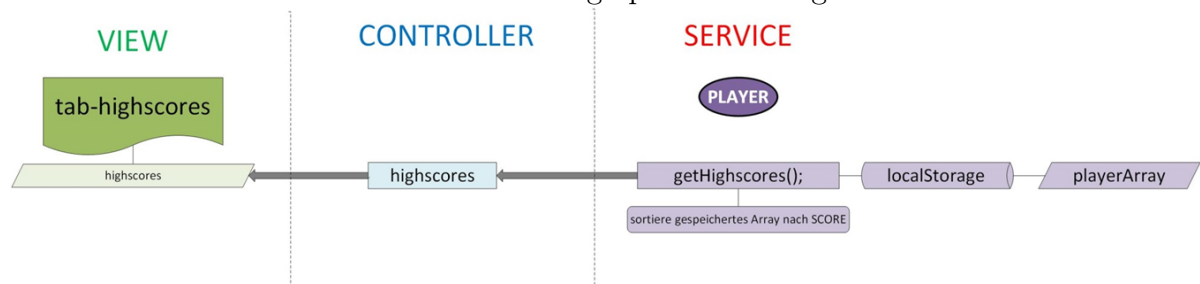 VIEW
CONTROLLER
SERVICE
tab-highscores
PLAYER
highscores
highscores
getHighscores();
localStorage
playerArray
sortiere gespeichertes Array nach SCORE